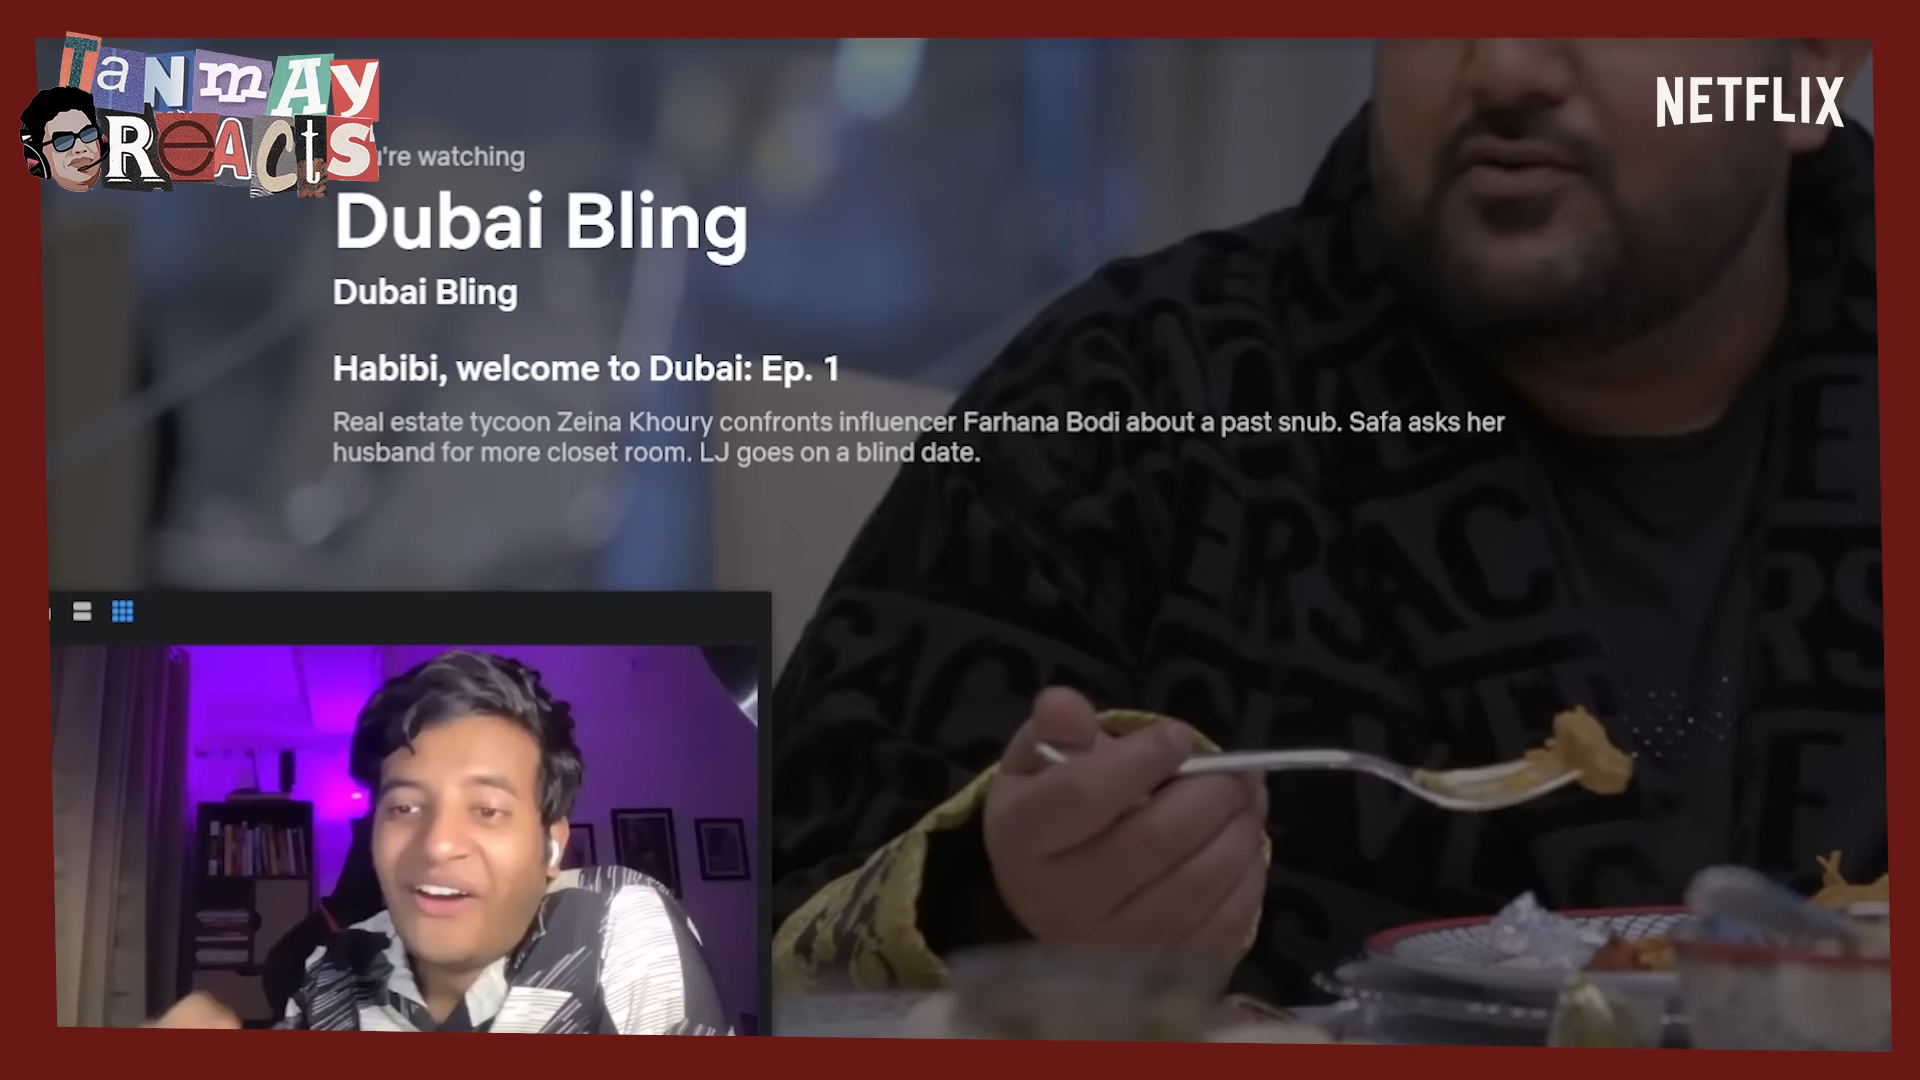 TaNmAy
REACtS
NETFLIX
u're watching
Dubai Bling
Dubai Bling
Habibi, welcome to Dubai: Ep. 1
Real estate tycoon Zeina Khoury confronts influencer Farhana Bodi about a past snub. Safa asks her
husband for more closet room. LJ goes on a blind date.